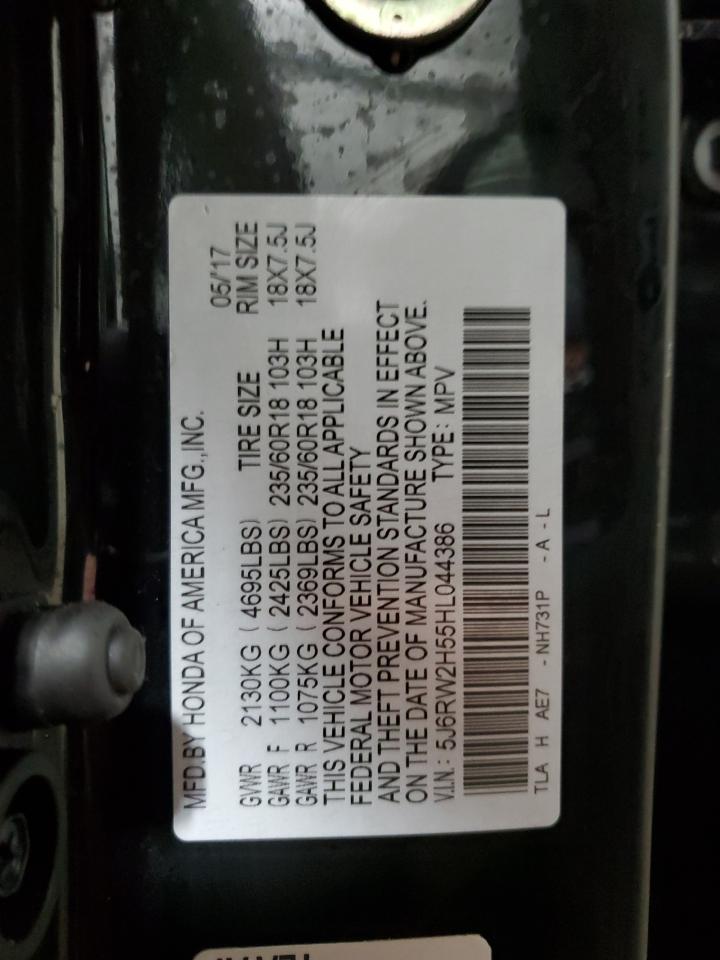 MFD.BY HONDA OF AMERICA MFG.,INC. 05/17
GVWR 2130KG ( 4695LBS) TIRE SIZE RIM SIZE
GAWR F 1100KG ( 2425LBS) 235/60R18 103H 18X7.5J
GAWR R 1075KG ( 2369LBS) 235/60R18 103H 18X7.5J
THIS VEHICLE CONFORMS TO ALL APPLICABLE
FEDERAL MOTOR VEHICLE SAFETY
AND THEFT PREVENTION STANDARDS IN EFFECT
ON THE DATE OF MANUFACTURE SHOWN ABOVE.
V.I.N.: 5J6RW2H55HL044386 TYPE: MPV
TLA H AE7 -NH731P -A-L